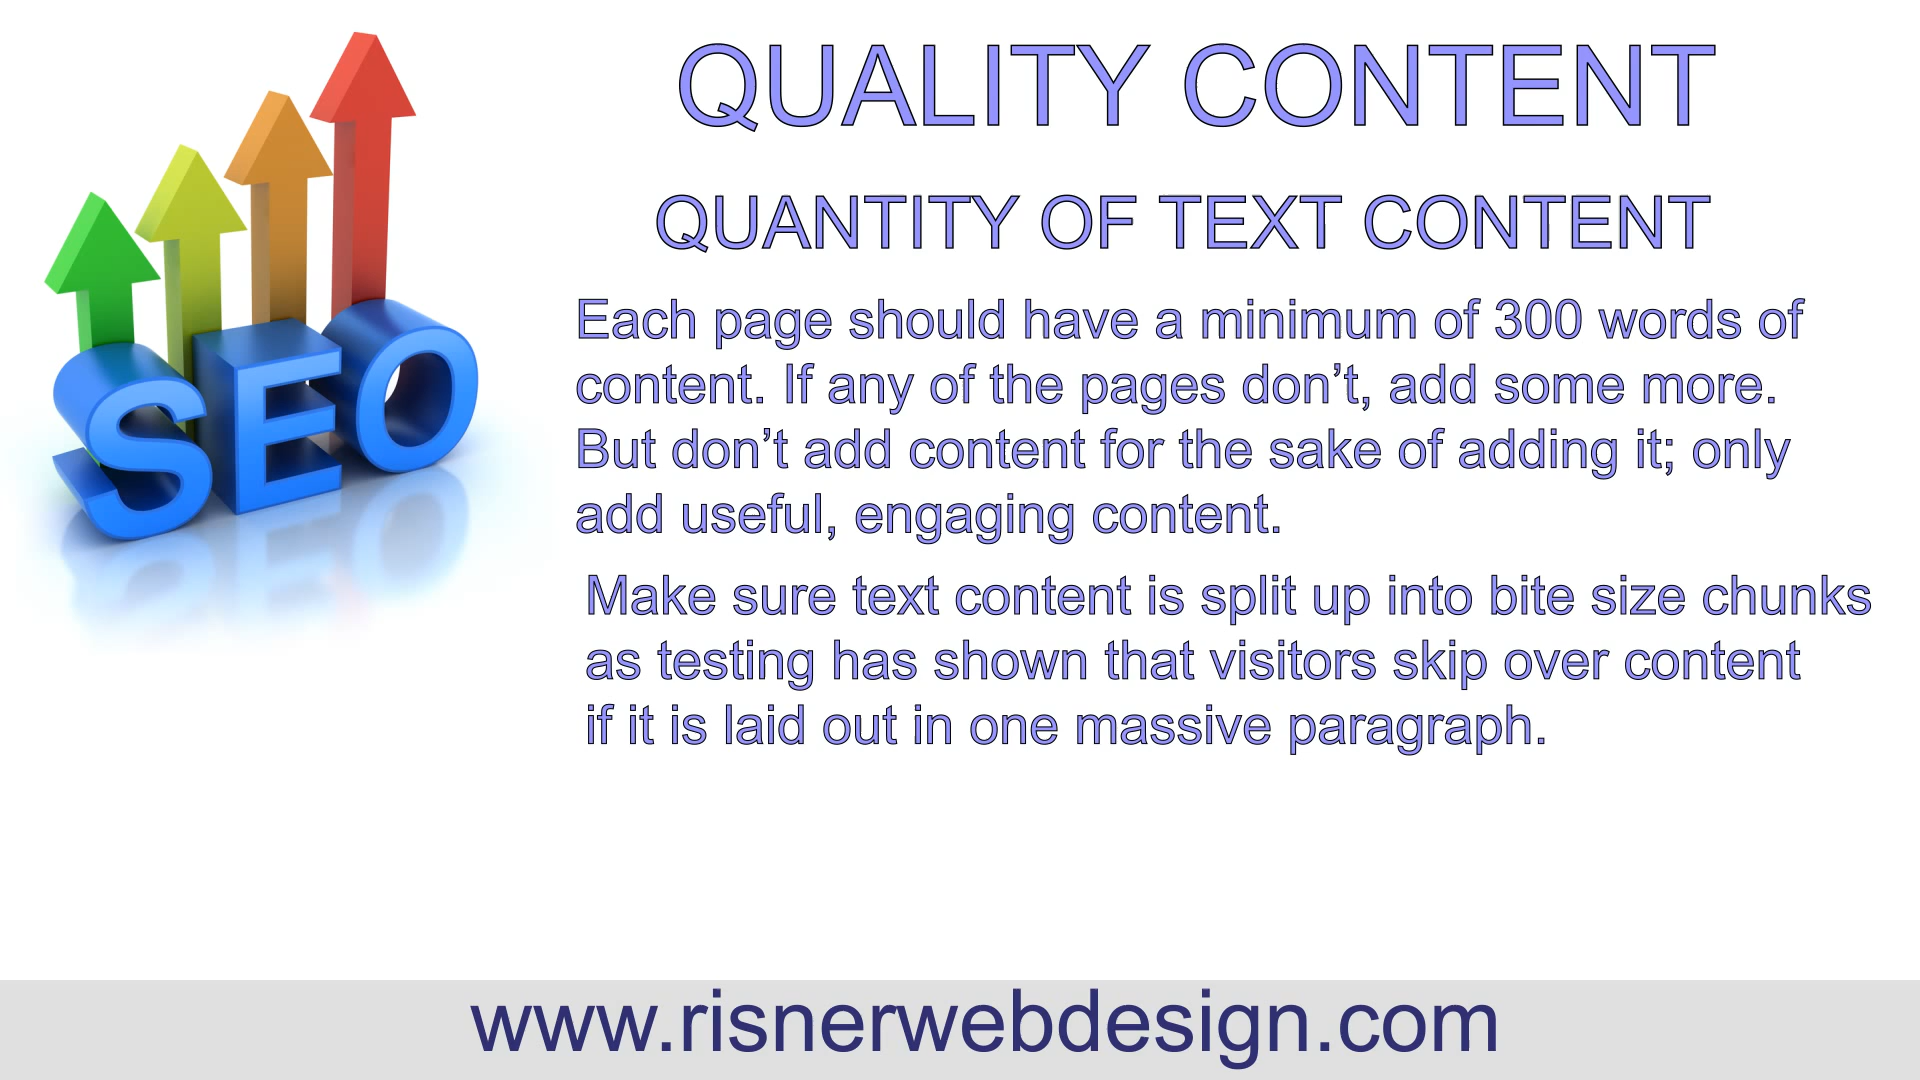 SEO
QUALITY CONTENT
QUANTITY OF TEXT CONTENT
Each page should have a minimum of 300 words of
content. If any of the pages don’t, add some more.
But don’t add content for the sake of adding it; only
add useful, engaging content.
Make sure text content is split up into bite size chunks
as testing has shown that visitors skip over content
if it is laid out in one massive paragraph.
www.risnerwebdesign.com